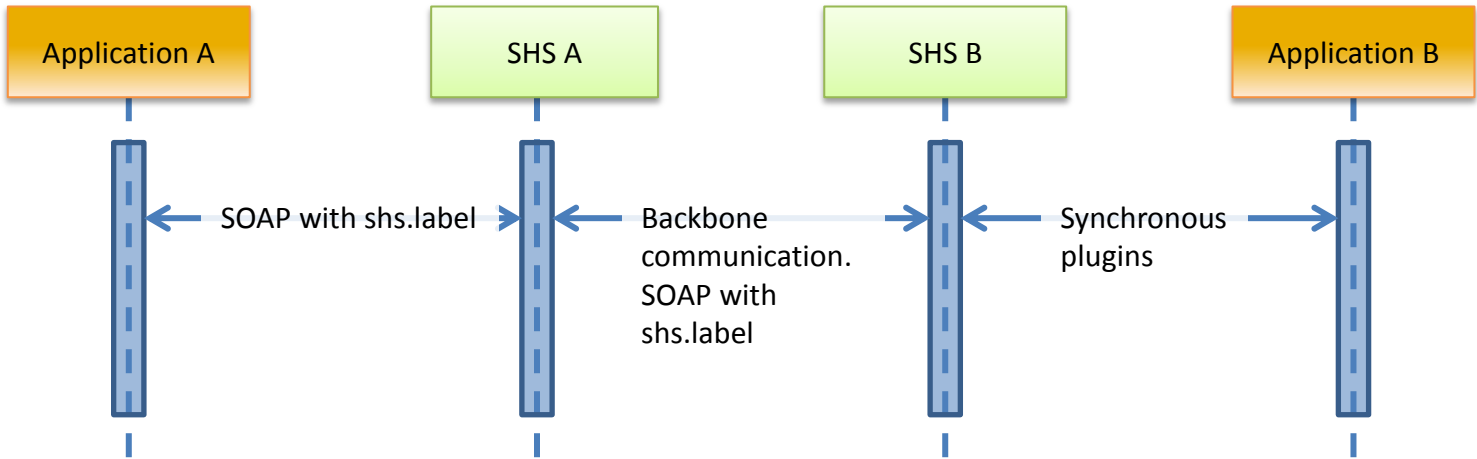 Application A
SHS A
SHS B
Application B
SOAP with shs.label
Backbone
communication.
SOAP with
shs.label
Synchronous
plugins